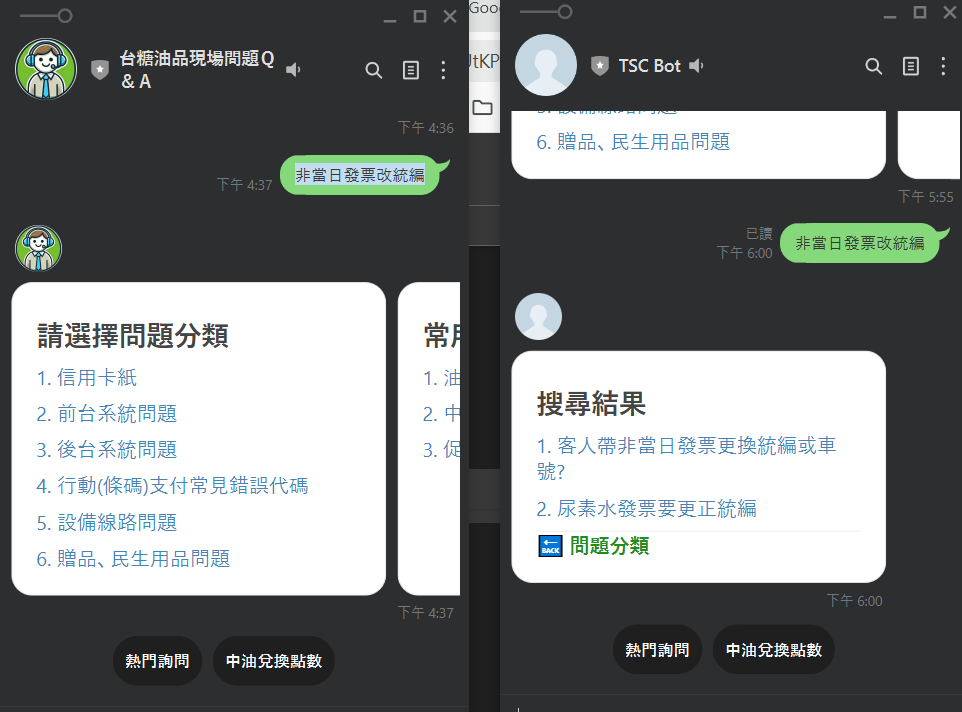 台糖油品現場問題Q
& A
下午 4:36
非當日發票改統編
下午 4:37
請選擇問題分類
1. 信用卡紙
2. 前台系統問題
3. 後台系統問題
4. 行動(條碼)支付常見錯誤代碼
5. 設備線路問題
6. 贈品、民生用品問題
常用
1. 油
2. 中
3. 促
下午 4:37
熱門詢問
中油兌換點數
Goo
UtKP
TSC Bot
5. 設備線路問題
6. 贈品、民生用品問題
下午 5:55
已讀
下午 6:00
非當日發票改統編
搜尋結果
1. 客人帶非當日發票更換統編或車
號?
2. 尿素水發票要更正統編
BACK 問題分類
下午 6:00
熱門詢問
中油兌換點數